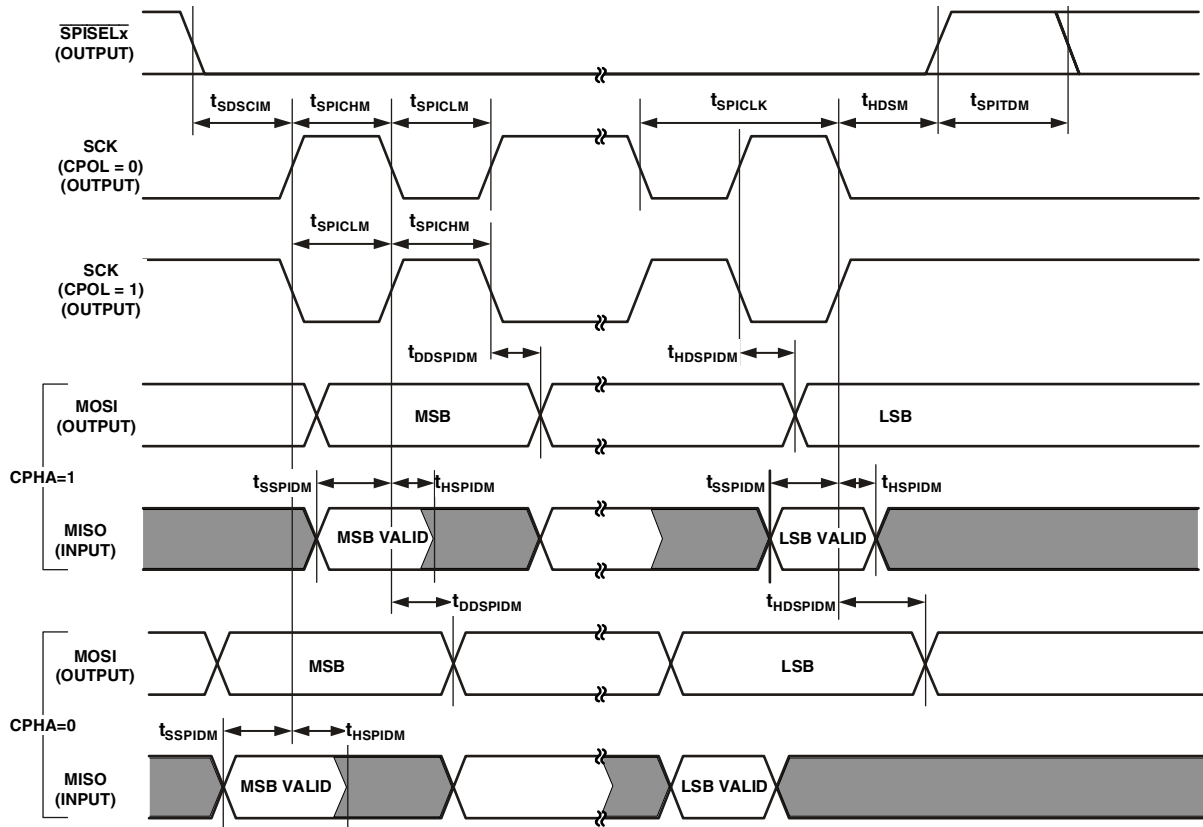 SPISELx
(OUTPUT)
tSDSCIM
tSPICHM
tSPICLM
tSPICLK
tHDSM
tSPITDM
SCK
(CPOL = 0)
(OUTPUT)
tSPICLM
tSPICHM
SCK
(CPOL = 1)
(OUTPUT)
tDDSPIDM
tHDSPIDM
MOSI
(OUTPUT)
MSB
LSB
CPHA=1
tSSPIDM
tHSPIDM
tSSPIDM
tHSPIDM
MISO
(INPUT)
MSB VALID
LSB VALID
tDDSPIDM
tHDSPIDM
MOSI
(OUTPUT)
MSB
LSB
CPHA=0
tSSPIDM
tHSPIDM
MISO
(INPUT)
MSB VALID
LSB VALID